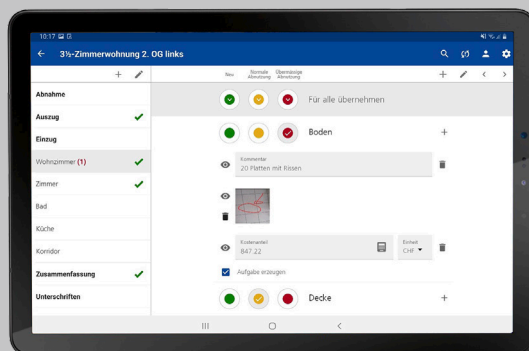 10:17
3½-Zimmerwohnung 2. OG links
Neu
Normale Abnutzung
Übermässige Abnutzung
Abnahme
Für alle übernehmen
Auszug
Einzug
Boden
Wohnzimmer (1)
Kommentar
20 Platten mit Rissen
Zimmer
Bad
Küche
Kostenanteil
847.22
Einheit
CHF
Korridor
Aufgabe erzeugen
Zusammenfassung
Unterschriften
Decke